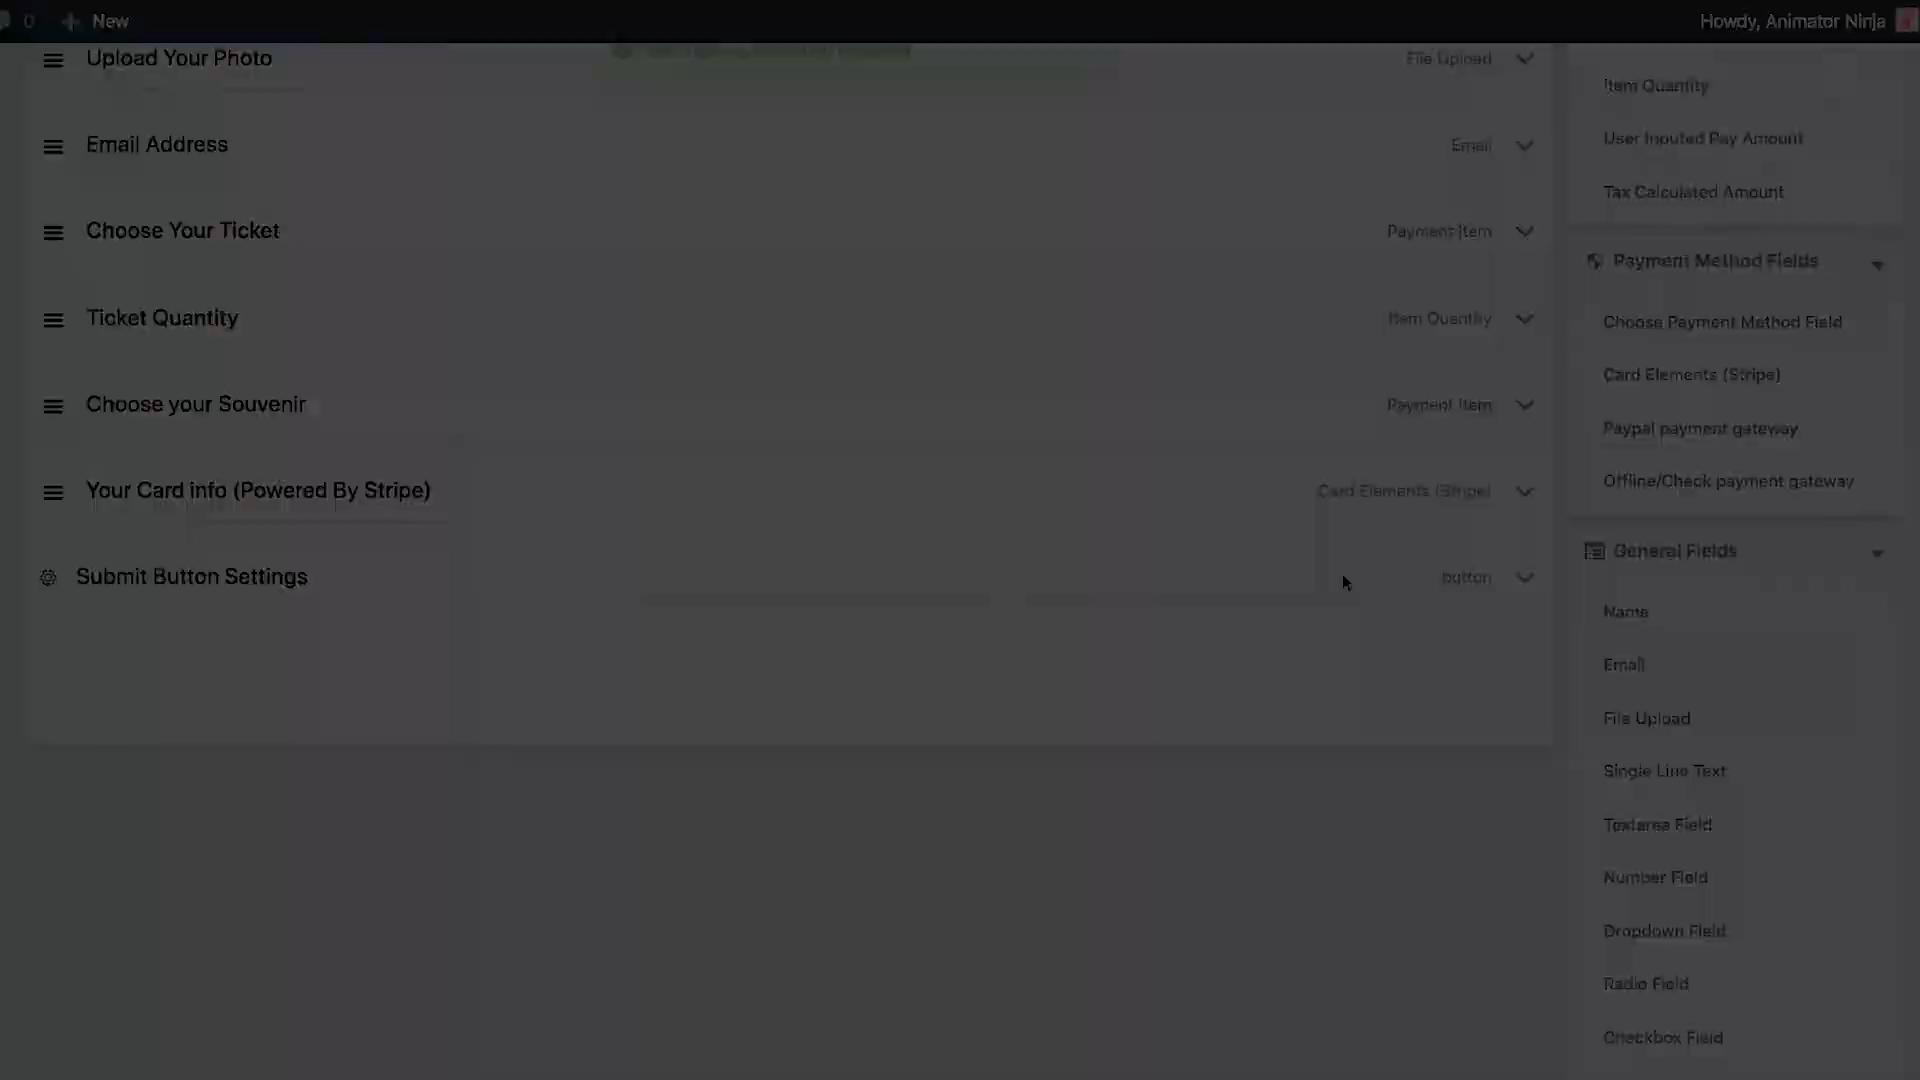 0 New
Howdy, Animator Ninja
Upload Your Photo
File Upload
Email Address
Email
Choose Your Ticket
Payment Item
Ticket Quantity
Item Quantity
Choose your Souvenir
Payment Item
Your Card info (Powered By Stripe)
Card Elements (Stripe)
Submit Button Settings
button
Item Quantity
User Inputed Pay Amount
Tax Calculated Amount
Payment Method Fields
Choose Payment Method Field
Card Elements (Stripe)
Paypal payment gateway
Offline/Check payment gateway
General Fields
Name
Email
File Upload
Single Line Text
Textarea Field
Number Field
Dropdown Field
Radio Field
Checkbox Field